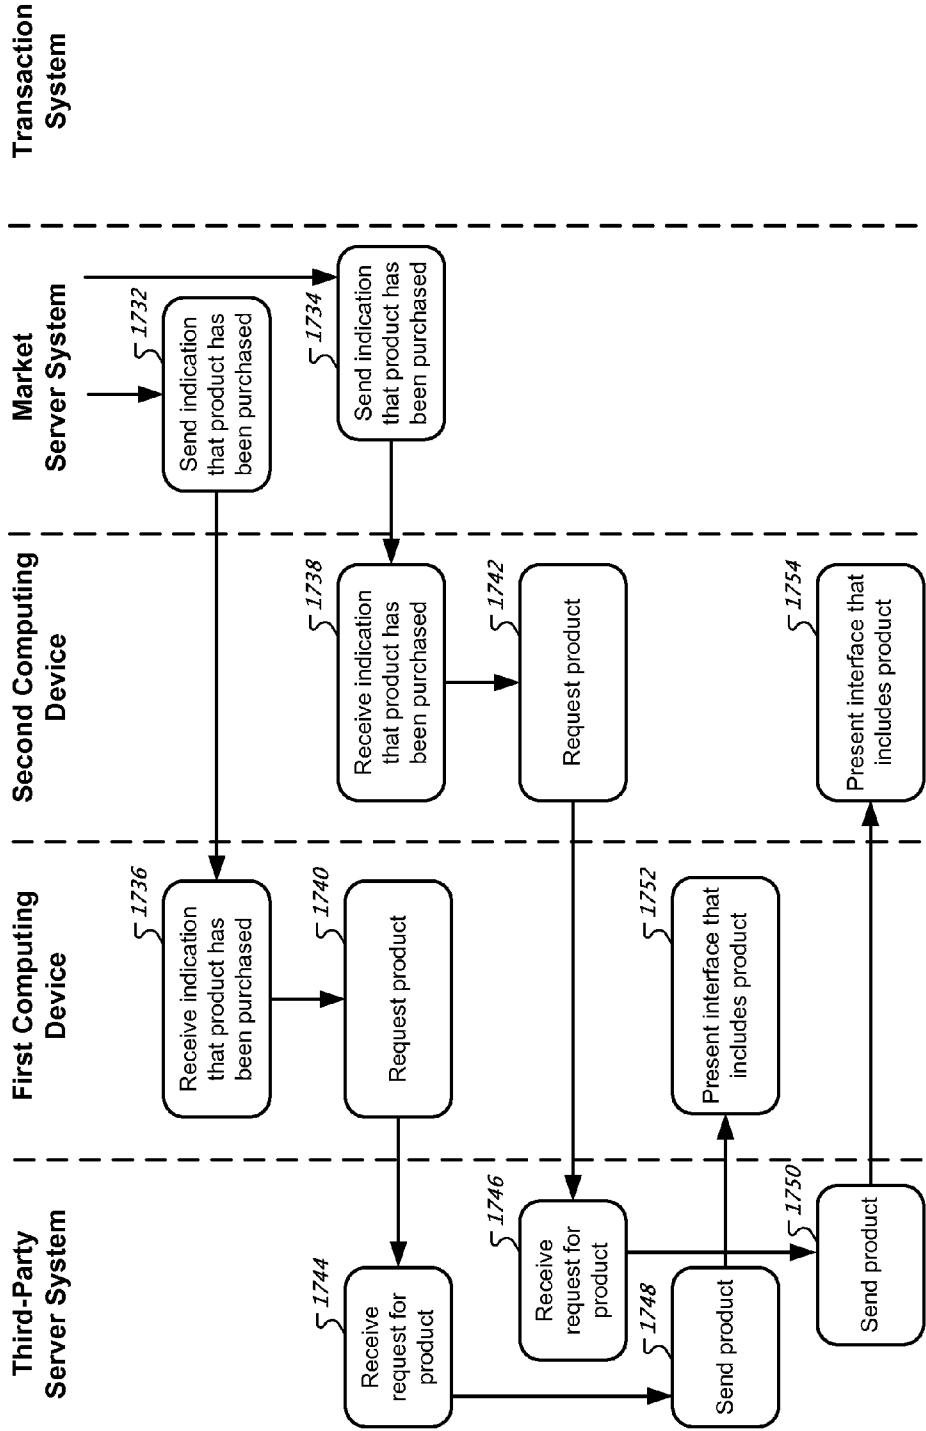 Third-Party
Server System
First Computing
Device
Second Computing
Device
Market
Server System
Transaction
System
1732
Send indication
that product has
been purchased
1734
Send indication
that product has
been purchased
1736
Receive indication
that product has
been purchased
1738
Receive indication
that product has
been purchased
1740
Request product
1742
Request product
1744
Receive
request for
product
1746
Receive
request for
product
1748
Send product
1750
Send product
1752
Present interface that
includes product
1754
Present interface that
includes product